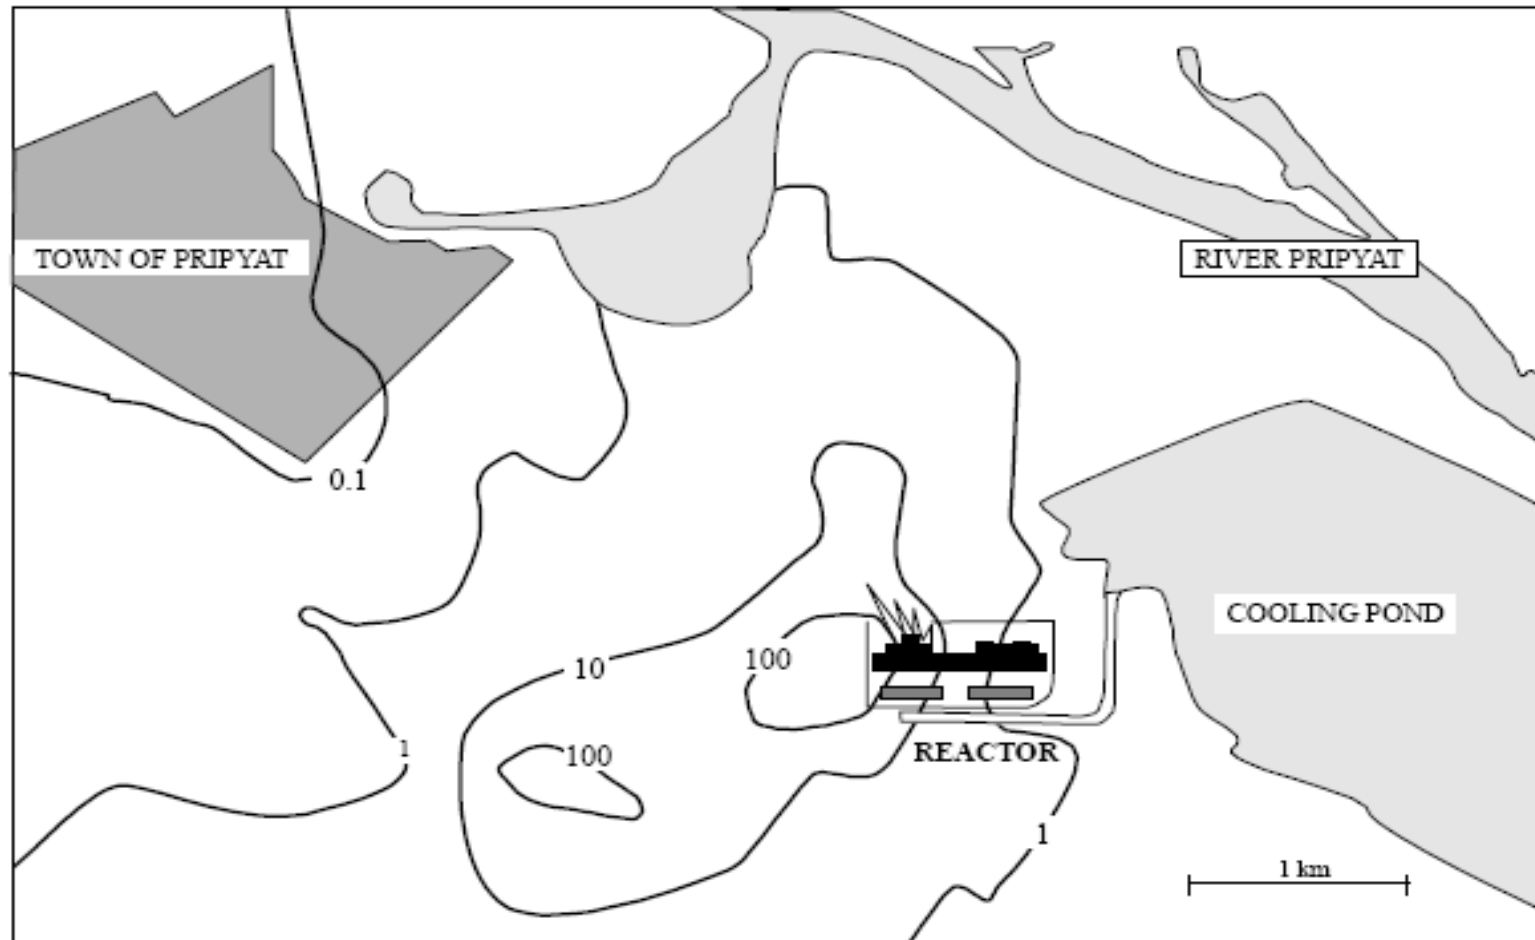 TOWN OF PRIPYAT
RIVER PRIPYAT
0.1
COOLING POND
100
10
1
100
REACTOR
1
1 km